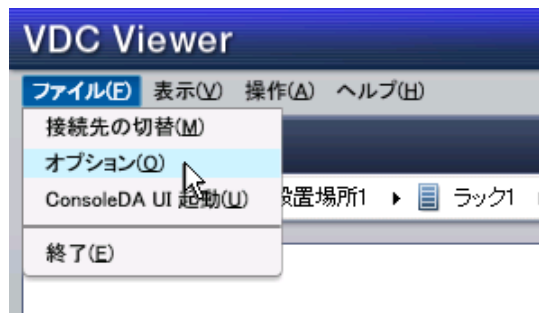 VDC Viewer
ファイル(F) 表示(V) 操作(A) ヘルプ(H)
接続先の切替(M)
オプション(O)
ConsoleDA UI 起動(U) 設置場所1 ラック1
終了(E)